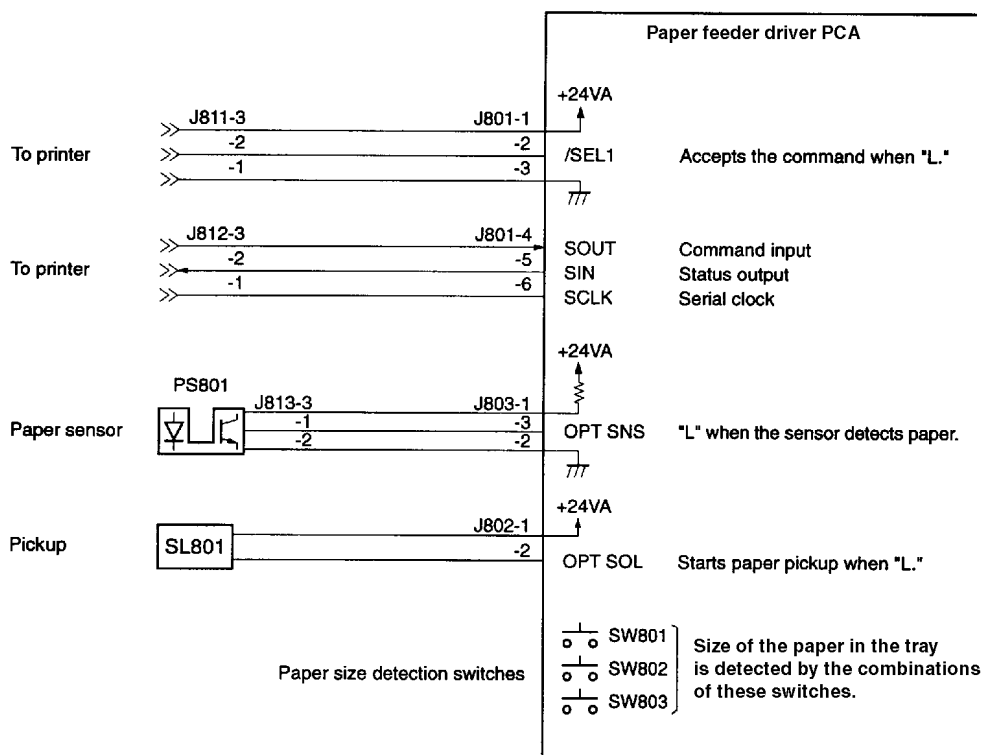 Paper feeder driver PCA
+24VA
J811-3 J801-1
To printer -2 -2 /SEL1 Accepts the command when "L."
-1 -3
J812-3 J801-4 SOUT Command input
To printer -2 -5 SIN Status output
-1 -6 SCLK Serial clock
+24VA
PS801
J813-3 J803-1
Paper sensor -1 -3 OPT SNS "L" when the sensor detects paper.
-2 -2
+24VA
J802-1
Pickup SL801 -2 OPT SOL Starts paper pickup when "L."
SW801 Size of the paper in the tray
Paper size detection switches SW802 is detected by the combinations
SW803 of these switches.